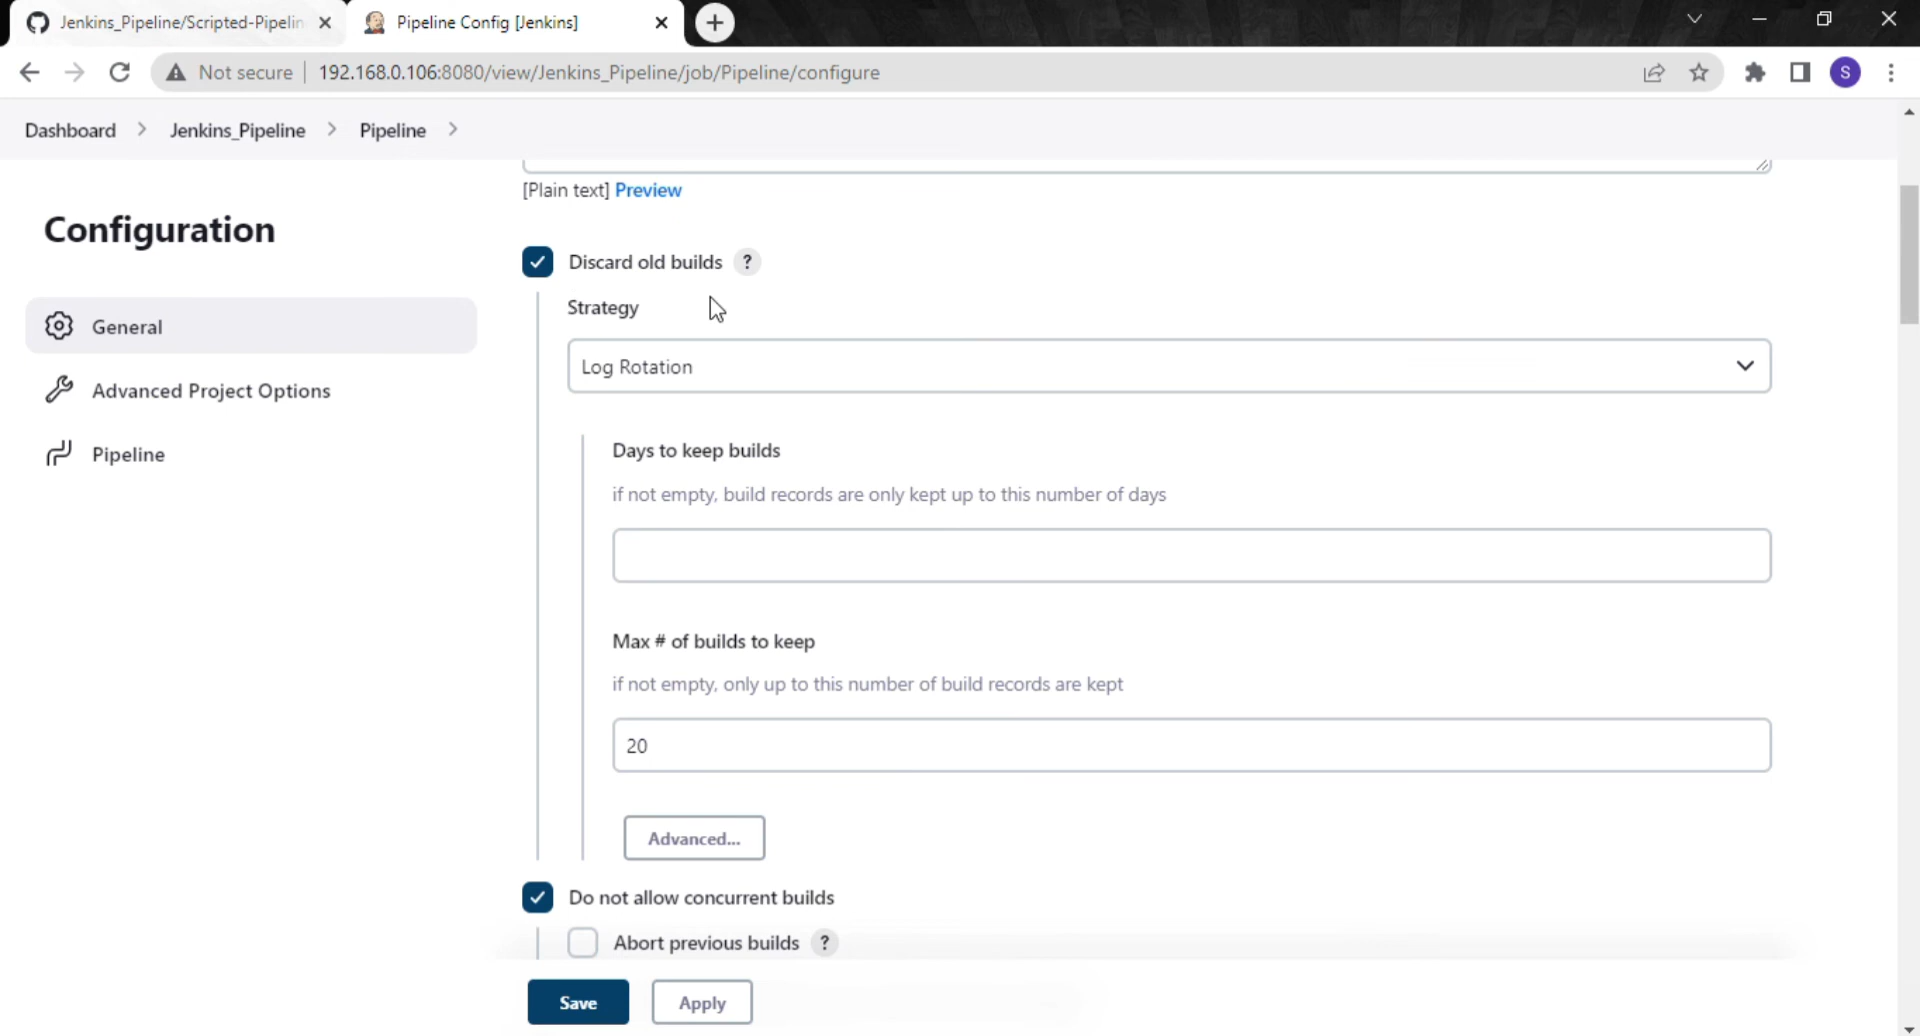 Jenkins_Pipeline/Scripted-Pipelin
Pipeline Config [Jenkins]
Not secure
192.168.0.106:8080/view/Jenkins_Pipeline/job/Pipeline/configure
S
Dashboard
Jenkins_Pipeline
Pipeline
[Plain text] Preview
Configuration
General
Advanced Project Options
Pipeline
Discard old builds ?
Strategy
Log Rotation
Days to keep builds
if not empty, build records are only kept up to this number of days
Max # of builds to keep
if not empty, only up to this number of build records are kept
20
Advanced...
Do not allow concurrent builds
Abort previous builds ?
Save
Apply